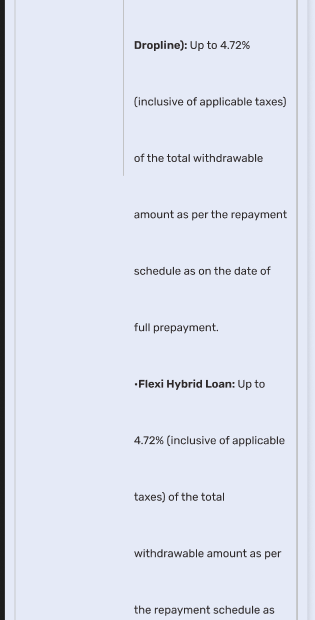 Dropline): Up to 4.72%
(inclusive of applicable taxes)
of the total withdrawable
amount as per the repayment
schedule as on the date of
full prepayment.
•Flexi Hybrid Loan: Up to
4.72% (inclusive of applicable
taxes) of the total
withdrawable amount as per
the repayment schedule as